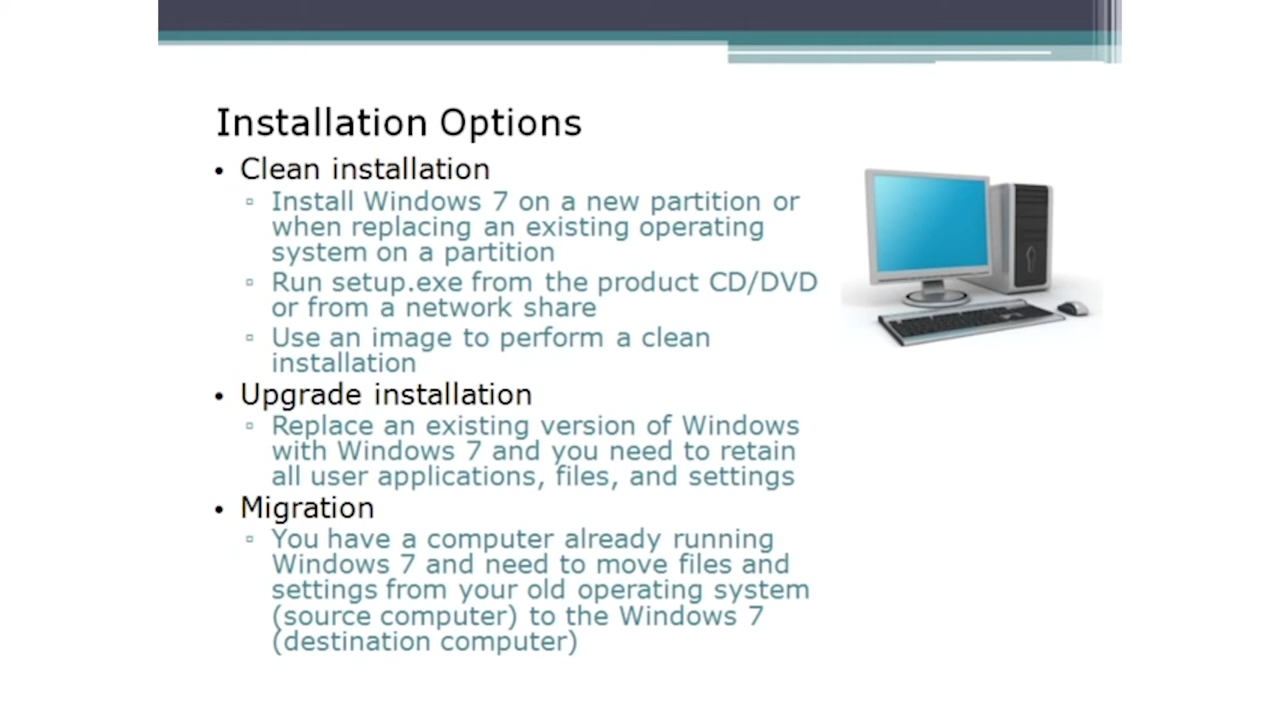 Installation Options
• Clean installation
▫ Install Windows 7 on a new partition or
when replacing an existing operating
system on a partition
▫ Run setup.exe from the product CD/DVD
or from a network share
▫ Use an image to perform a clean
installation
• Upgrade installation
▫ Replace an existing version of Windows
with Windows 7 and you need to retain
all user applications, files, and settings
• Migration
▫ You have a computer already running
Windows 7 and need to move files and
settings from your old operating system
(source computer) to the Windows 7
(destination computer)